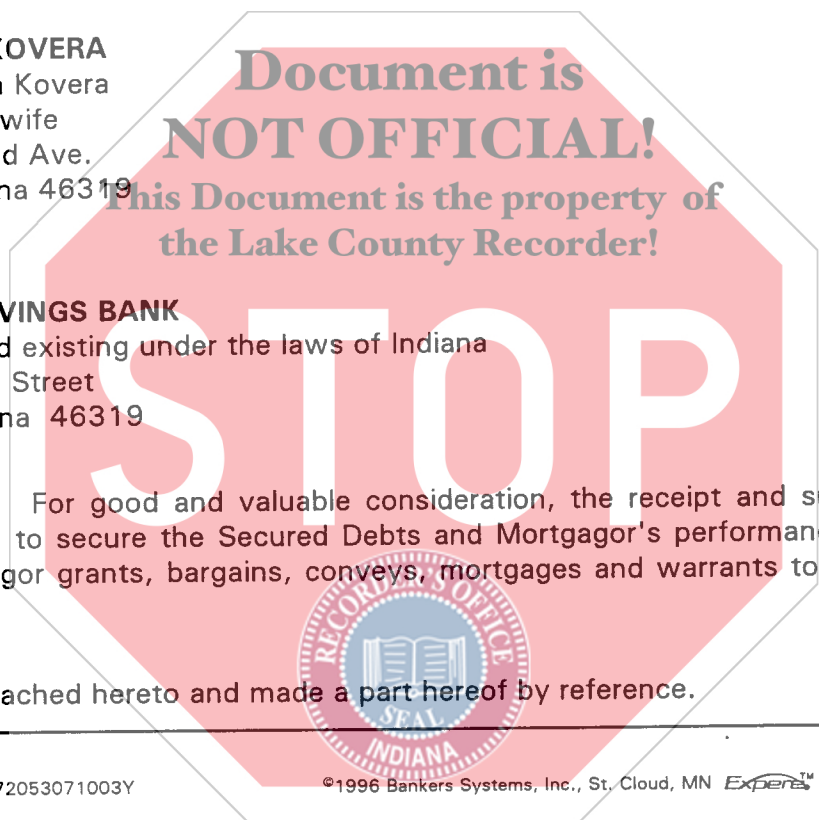 KOVERA
Kovera
wife
d Ave.
na 46319
Document is
NOT OFFICIAL!
This Document is the property of
the Lake County Recorder!
VINGS BANK
d existing under the laws of Indiana
Street
na 46319
STOP
For good and valuable consideration, the receipt and su
to secure the Secured Debts and Mortgagor's performan
gor grants, bargains, conveys, mortgages and warrants to
RECORDER'S OFFICE
SEAL
INDIANA
ached hereto and made a part hereof by reference.
72053071003Y
©1996 Bankers Systems, Inc., St. Cloud, MN Expere™